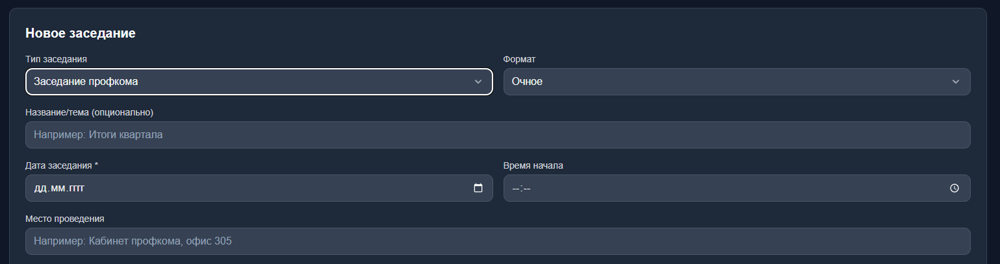 Новое заседание
Тип заседания Формат
Заседание профкома Очное
Название/тема (опционально)
Например: Итоги квартала
Дата заседания * Время начала
дд.мм.гггг --:--
Место проведения
Например: Кабинет профкома, офис 305